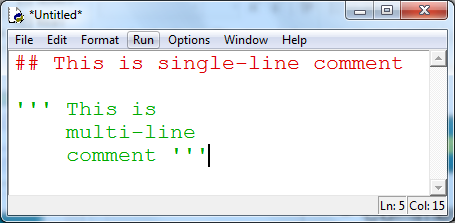 *Untitled*
File Edit Format Run Options Window Help
## This is single-line comment
''' This is
multi-line
comment '''
Ln: 5 Col: 15